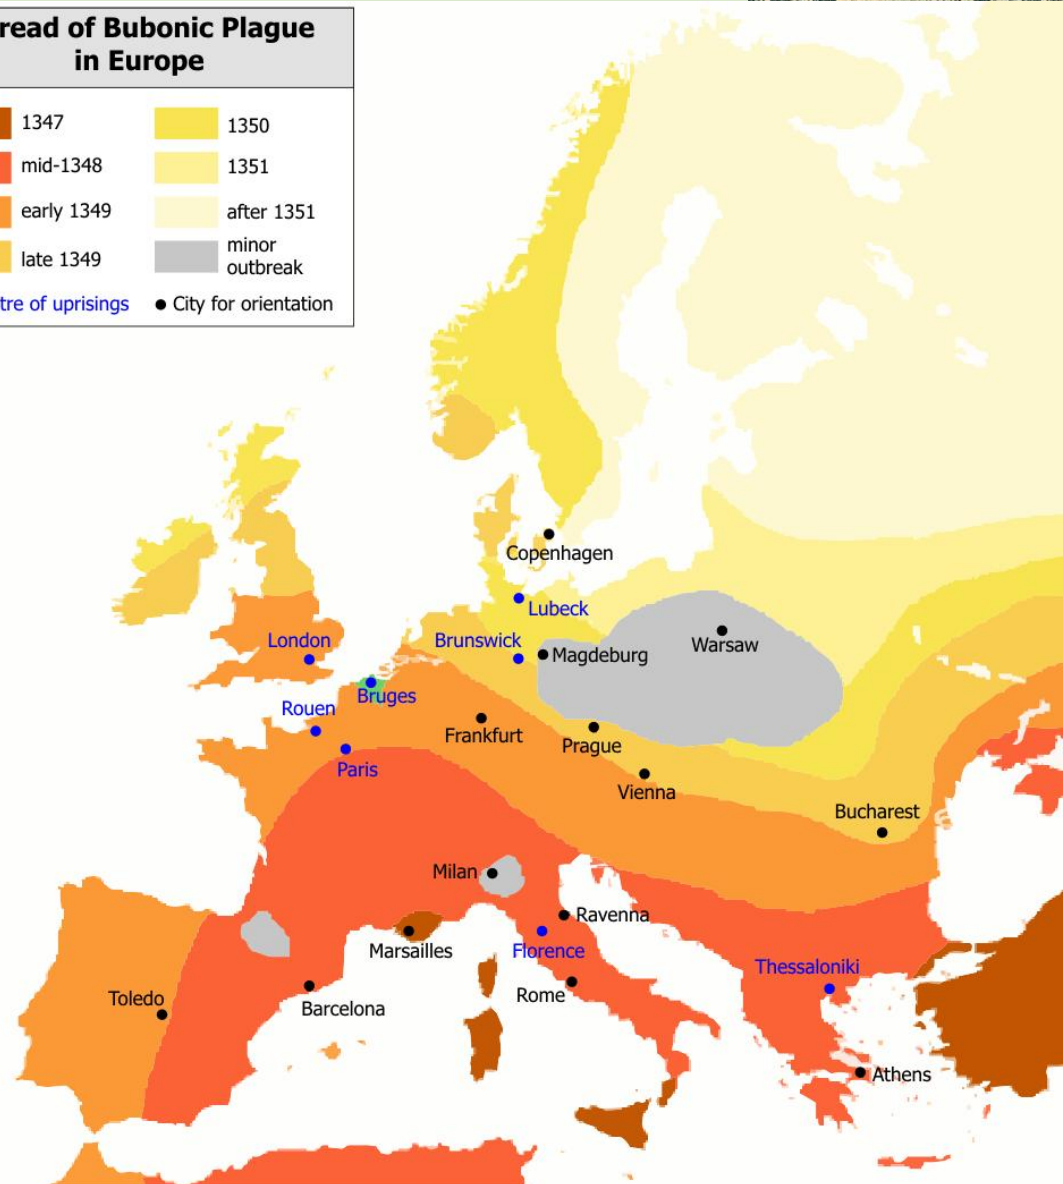 read of Bubonic Plague
in Europe
1347
1350
mid-1348
1351
early 1349
after 1351
late 1349
minor
outbreak
tre of uprisings
City for orientation
Copenhagen
Lubeck
London
Brunswick
Magdeburg
Warsaw
Bruges
Rouen
Frankfurt
Prague
Paris
Vienna
Bucharest
Milan
Ravenna
Marsailles
Florence
Thessaloniki
Toledo
Rome
Barcelona
Athens